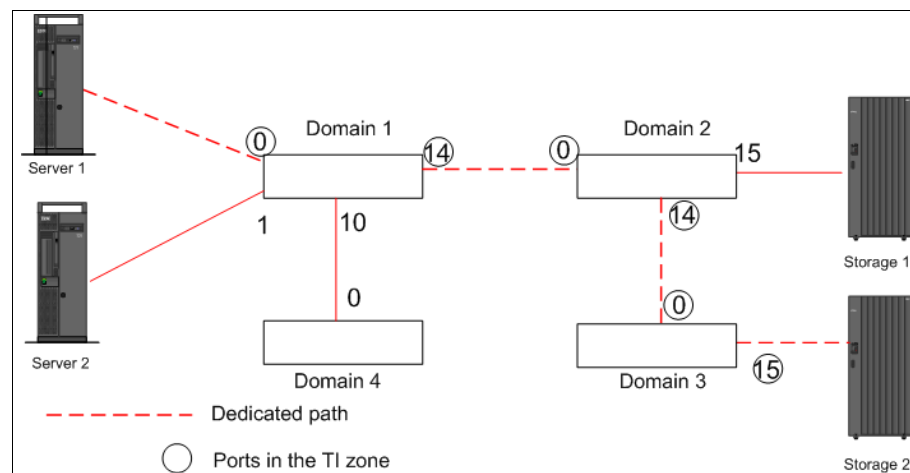 Server 1
Domain 1
Domain 2
0
14
0
15
Storage 1
1
10
14
Server 2
0
0
Domain 4
Domain 3
15
Storage 2
Dedicated path
Ports in the TI zone